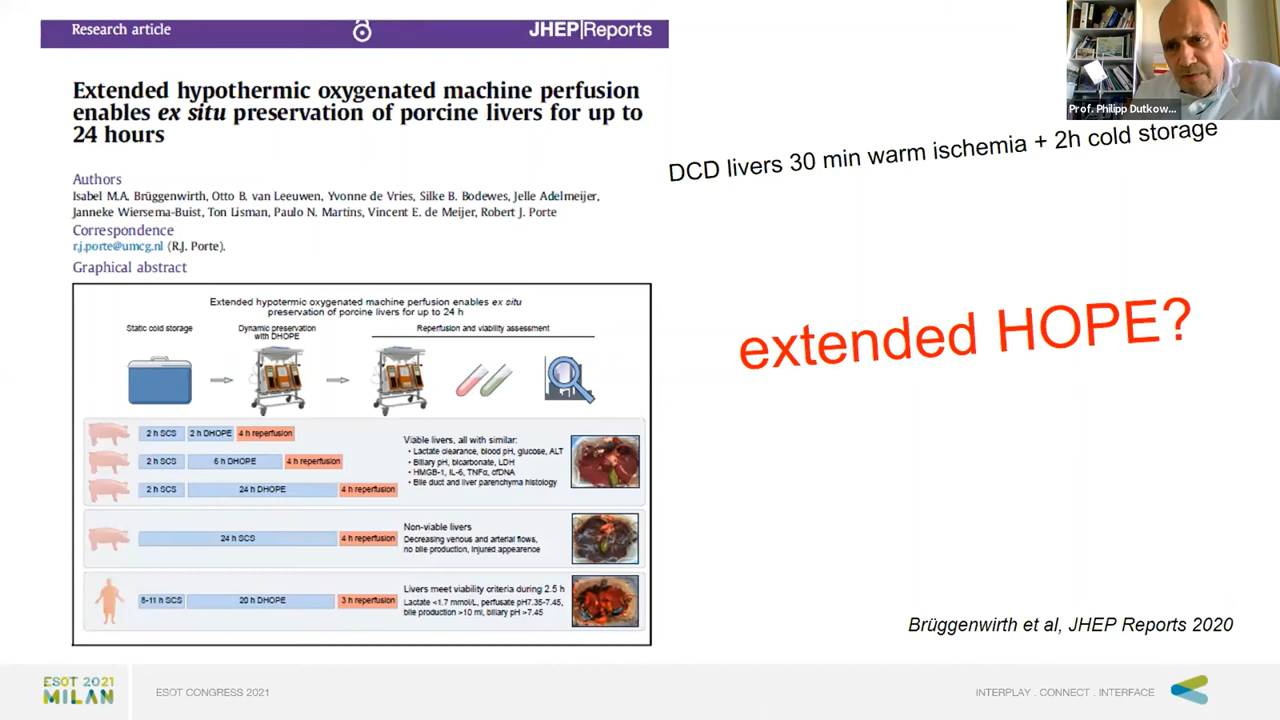 Research article
JHEP|Reports
Extended hypothermic oxygenated machine perfusion
enables ex situ preservation of porcine livers for up to
24 hours
Authors
Isabel M.A. Brüggenwirth, Otto B. van Leeuwen, Yvonne de Vries, Silke B. Bodewes, Jelle Adelmeijer,
Janneke Wiersema-Buist, Ton Lisman, Paulo N. Martins, Vincent E. de Meijer, Robert J. Porte
Correspondence
r.j.porte@umcg.nl (R.J. Porte).
Graphical abstract
Extended hypotermic oxygenated machine perfusion enables ex situ
preservation of porcine livers for up to 24 h
Static cold storage
Dynamic preservation
with DHOPE
Reperfusion and viability assessment
2 h SCS
2 h DHOPE
4 h reperfusion
2 h SCS
6 h DHOPE
4 h reperfusion
2 h SCS
24 h DHOPE
4 h reperfusion
Viable livers, all with similar:
• Lactate clearance, blood pH, glucose, ALT
• Biliary pH, bicarbonate, LDH
• HMGB-1, IL-6, TNFα, cfDNA
• Bile duct and liver parenchyma histology
24 h SCS
4 h reperfusion
Non-viable livers
Decreasing venous and arterial flows,
no bile production, injured appearence
8-11 h SCS
20 h DHOPE
3 h reperfusion
Livers meet viability criteria during 2.5 h
Lactate <1.7 mmol/L, perfusate pH7.35-7.45,
bile production >10 ml, biliary pH >7.45
Prof. Philipp Dutkow...
DCD livers 30 min warm ischemia + 2h cold storage
extended HOPE?
Brüggenwirth et al, JHEP Reports 2020
ESOT 2021
MILAN
ESOT CONGRESS 2021
INTERPLAY . CONNECT . INTERFACE